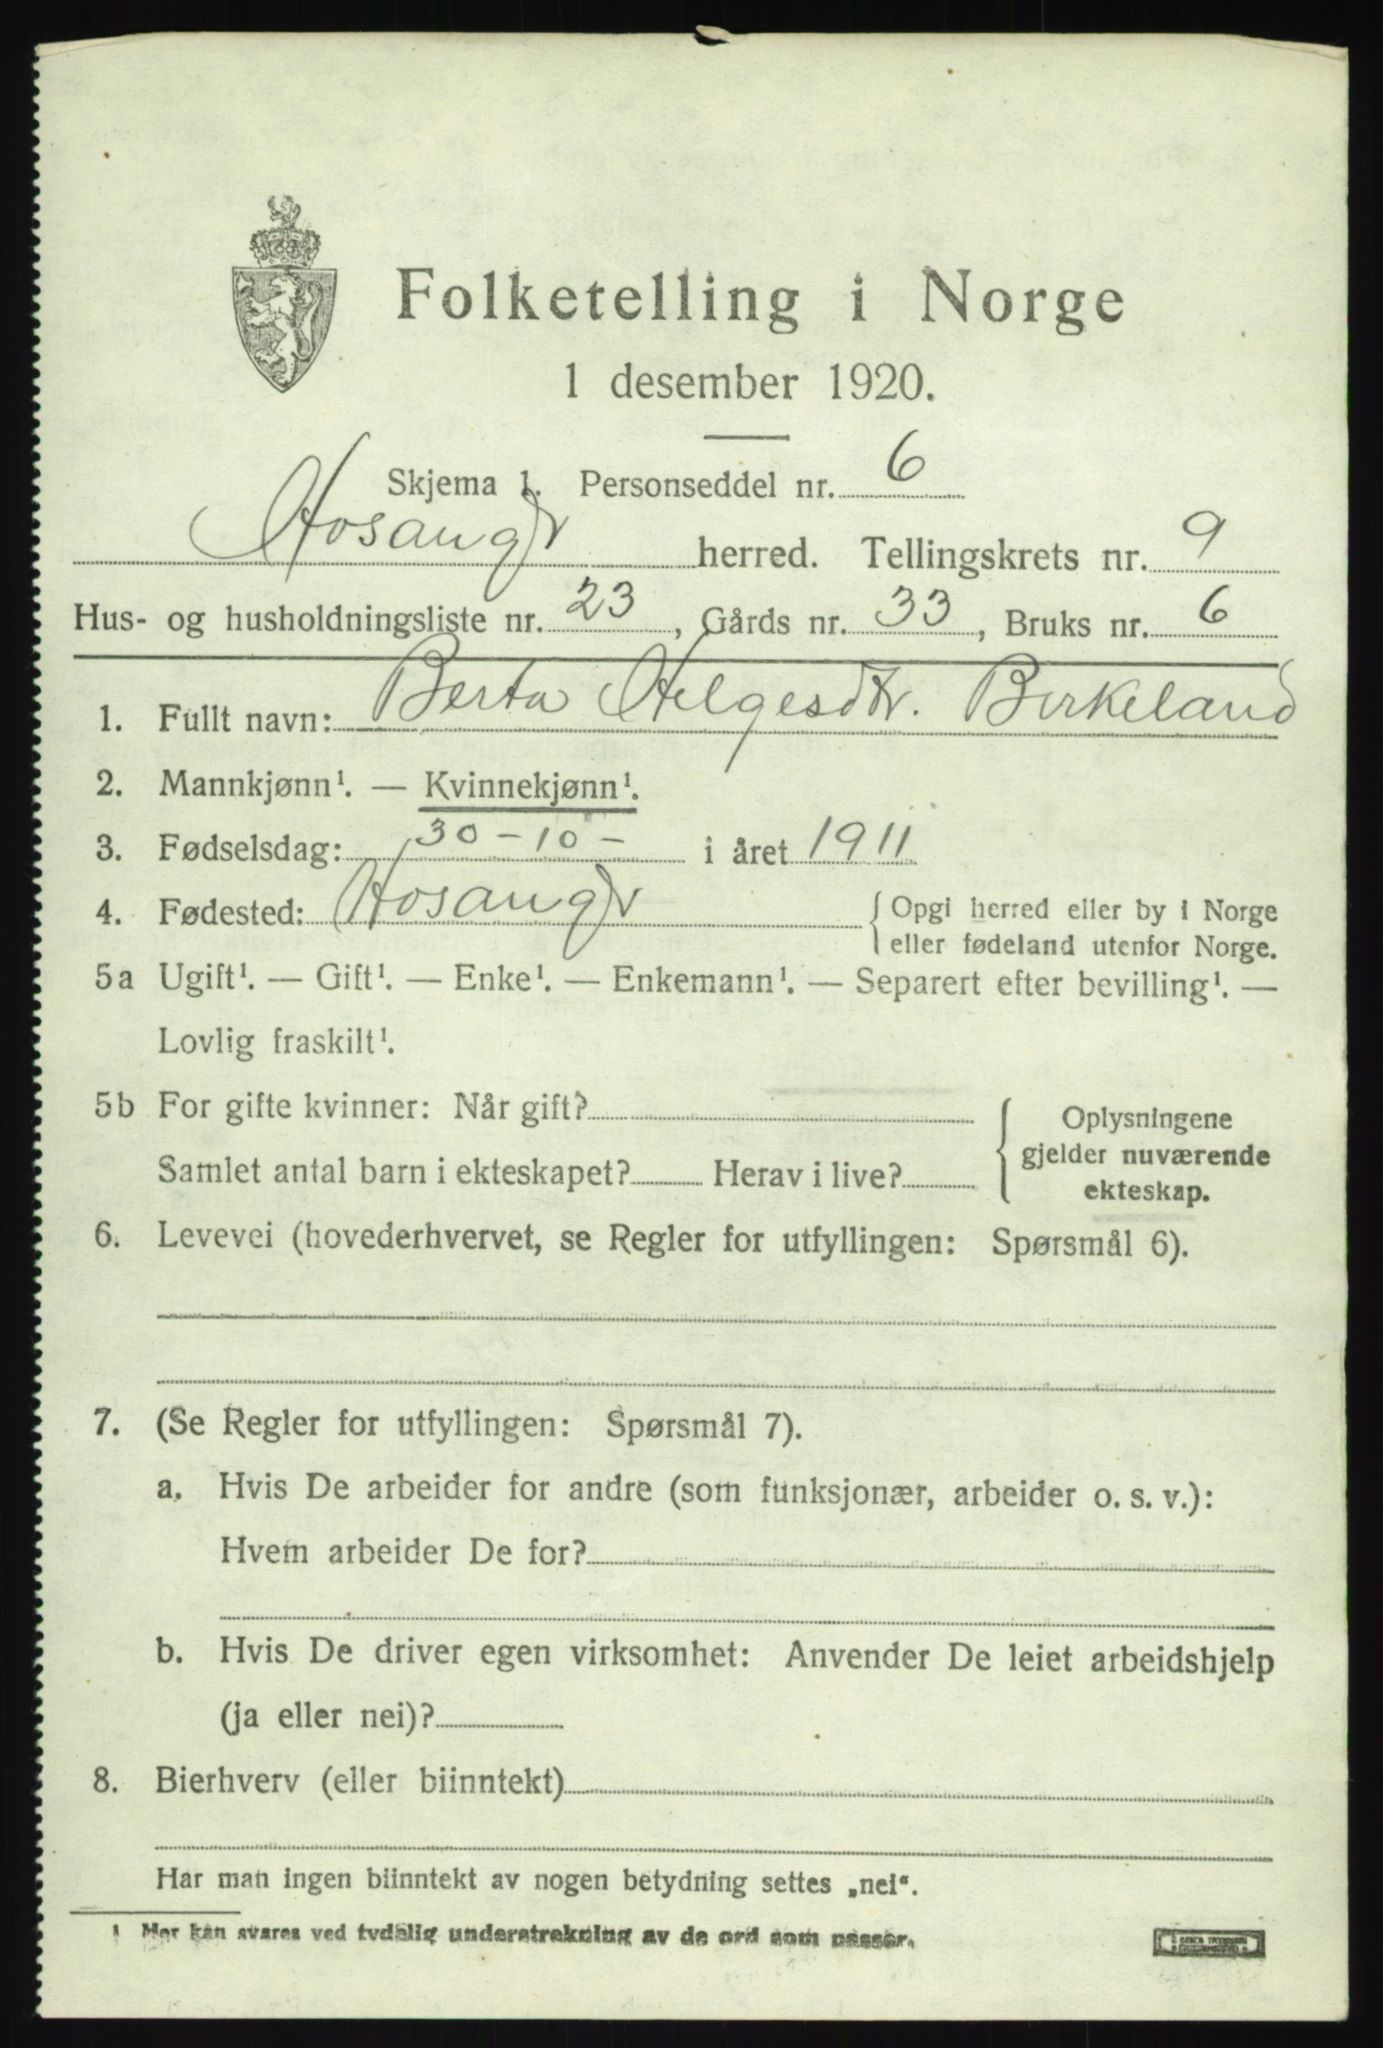 Folketelling i Norge
1 desember 1920.
Skjema 1. Personseddel nr. 6
Hosangr herred. Tellingskrets nr. 9
Hus- og husholdningsliste nr. 23, Gårds nr. 33, Bruks nr. 6
1. Fullt navn: Berta Helgesdtr. Birkeland
2. Mannkjønn¹. — Kvinnekjønn¹.
3. Fødselsdag: 30-10- i året 1911
4. Fødested: Hosangr { Opgi herred eller by i Norge
eller fødeland utenfor Norge.
5a Ugift¹. — Gift¹. — Enke¹. — Enkemann¹. — Separert efter bevilling¹. —
Lovlig fraskilt¹.
5b For gifte kvinner: Når gift?
Samlet antal barn i ekteskapet? Herav i live?
{ Oplysningene
gjelder nuværende
ekteskap.
6. Levevei (hovederhvervet, se Regler for utfyllingen: Spørsmål 6).
7. (Se Regler for utfyllingen: Spørsmål 7).
a. Hvis De arbeider for andre (som funksjonær, arbeider o. s. v.):
Hvem arbeider De for?
b. Hvis De driver egen virksomhet: Anvender De leiet arbeidshjelp
(ja eller nei)?
8. Bierhverv (eller biinntekt)
Har man ingen biinntekt av nogen betydning settes „nei“.
¹ Her kan svares ved tydelig understrekning av de ord som passer.